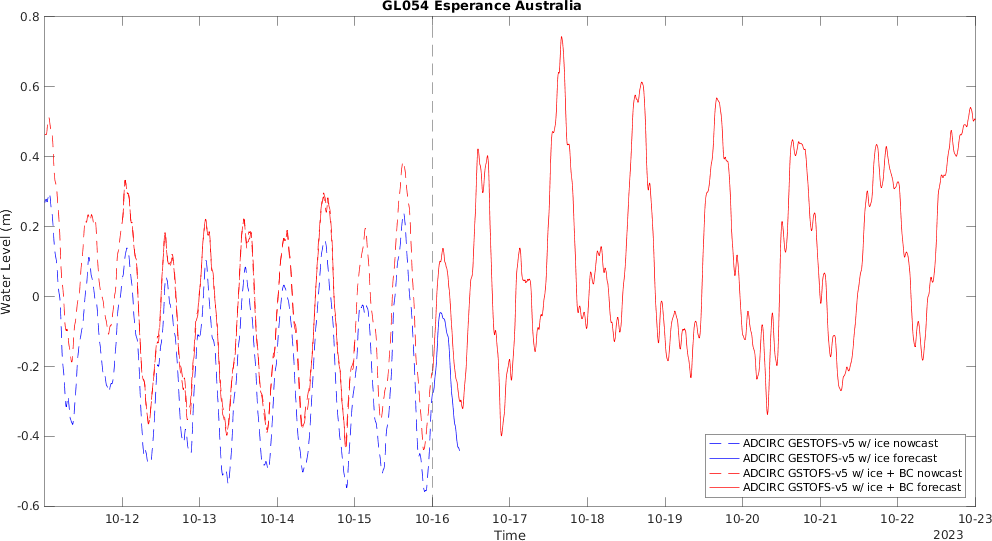 GL054 Esperance Australia
0.8
0.6
0.4
0.2
0
-0.2
-0.4
-0.6
Water Level (m)
ADCIRC GESTOFS-v5 w/ ice nowcast
ADCIRC GESTOFS-v5 w/ ice forecast
ADCIRC GSTOFS-v5 w/ ice + BC nowcast
ADCIRC GSTOFS-v5 w/ ice + BC forecast
10-12 10-13 10-14 10-15 10-16 10-17 10-18 10-19 10-20 10-21 10-22 10-23
Time
2023